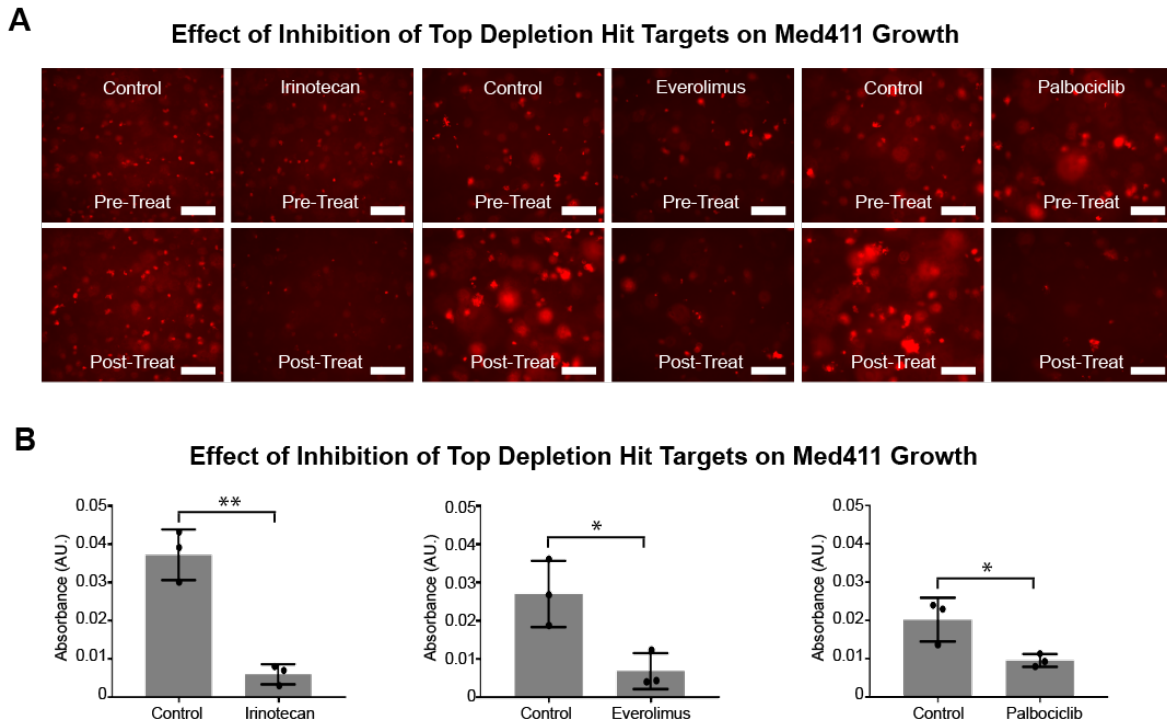 A
Effect of Inhibition of Top Depletion Hit Targets on Med411 Growth
Control Irinotecan Control Everolimus Control Palbociclib
Pre-Treat Pre-Treat Pre-Treat Pre-Treat Pre-Treat Pre-Treat
Post-Treat Post-Treat Post-Treat Post-Treat Post-Treat Post-Treat
B
Effect of Inhibition of Top Depletion Hit Targets on Med411 Growth
Absorbance (AU.)
0.05
0.04
0.03
0.02
0.01
0
**
Control Irinotecan
Absorbance (AU.)
0.05
0.04
0.03
0.02
0.01
0
*
Control Everolimus
Absorbance (AU.)
0.05
0.04
0.03
0.02
0.01
0
*
Control Palbociclib